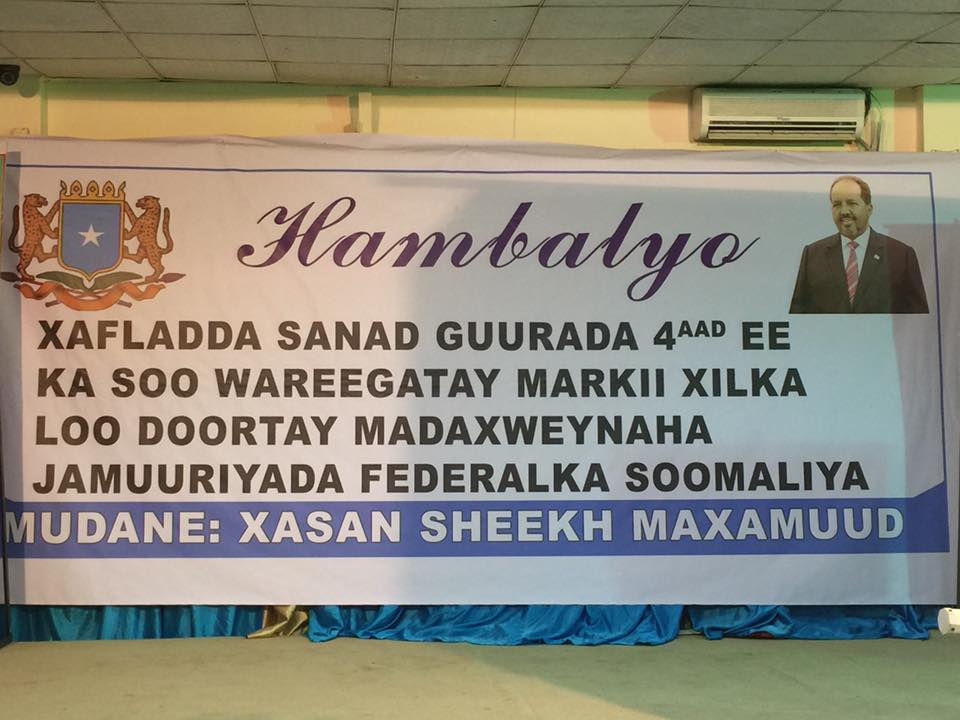 Hambalyo
XAFLADDA SANAD GUURADA 4AAD EE
KA SOO WAREEGATAY MARKII XILKA
LOO DOORTAY MADAXWEYNAHA
JAMUURIYADA FEDERALKA SOOMALIYA
MUDANE: XASAN SHEEKH MAXAMUUD